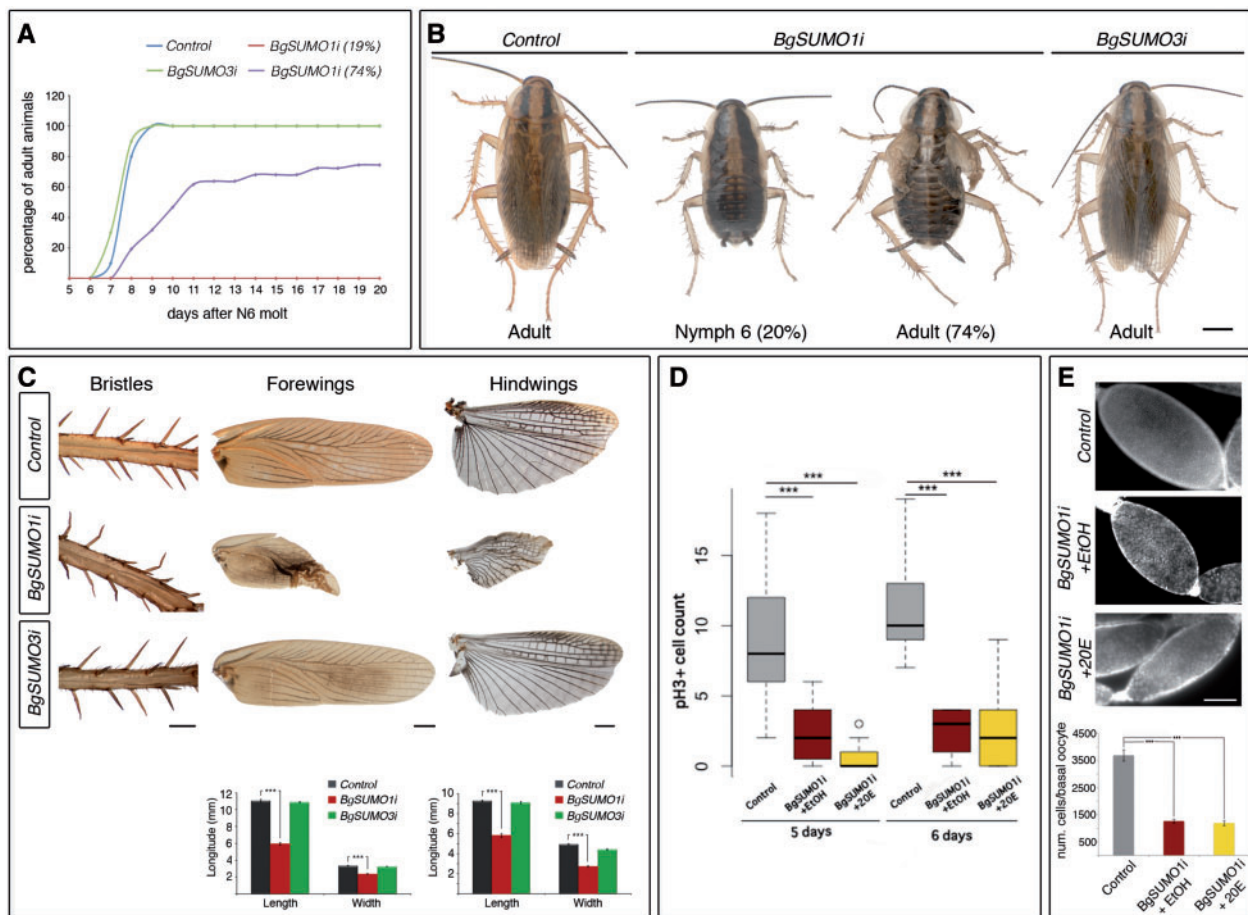 A
Control
BgSUMO1i (19%)
BgSUMO3i
BgSUMO1i (74%)
percentage of adult animals
120
100
80
60
40
20
5 6 7 8 9 10 11 12 13 14 15 16 17 18 19 20
days after N6 molt
B
Control
BgSUMO1i
BgSUMO3i
Adult
Nymph 6 (20%)
Adult (74%)
Adult
C
Bristles
Forewings
Hindwings
Control
BgSUMO1i
BgSUMO3i
Longitude (mm)
12
10
8
6
4
2
***
***
Control
BgSUMO1i
BgSUMO3i
Length
Width
Longitude (mm)
10
8
6
4
2
***
***
Control
BgSUMO1i
BgSUMO3i
Length
Width
D
pH3+ cell count
15
10
5
0
***
***
***
***
Control
BgSUMO1i
+EtOH
BgSUMO1i
+20E
Control
BgSUMO1i
+EtOH
BgSUMO1i
+20E
5 days
6 days
E
Control
BgSUMO1i
+EtOH
BgSUMO1i
+20E
num. cells/basal oocyte
4500
3500
2500
1500
500
***
***
Control
BgSUMO1i
+ EtOH
BgSUMO1i
+ 20E